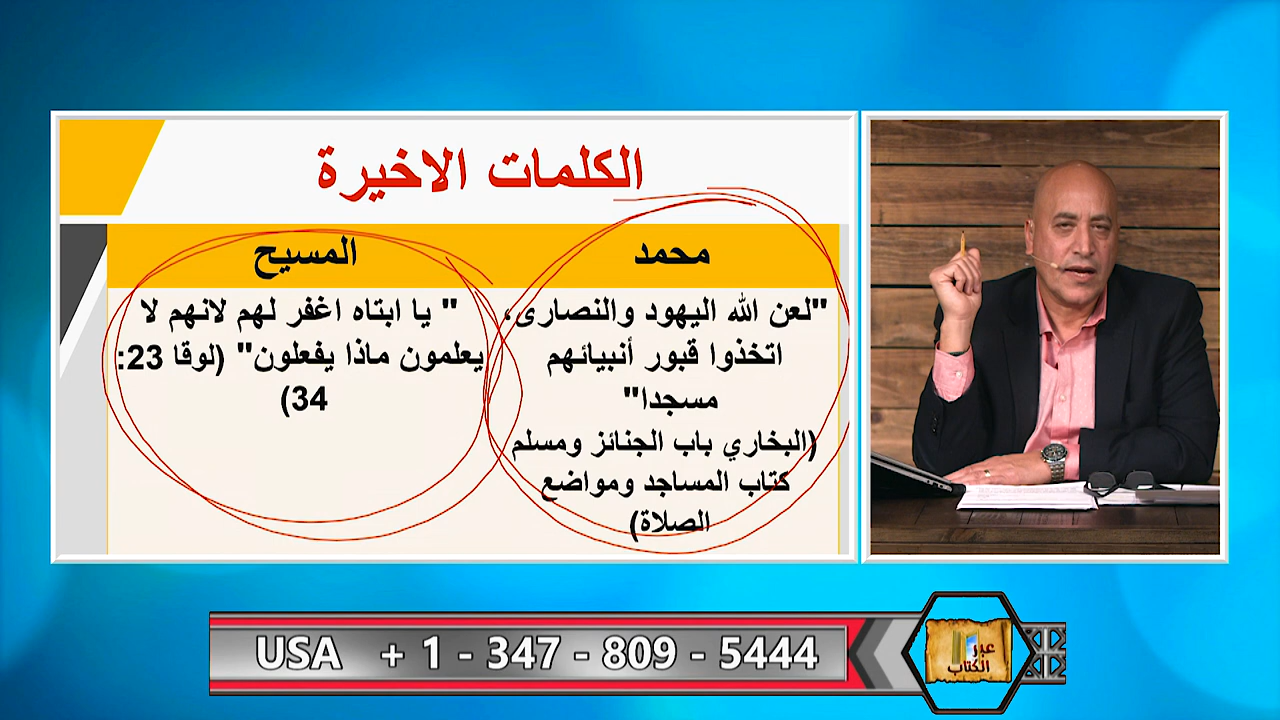 الكلمات الاخيرة
محمد
"لعن الله اليهود والنصارى،
اتخذوا قبور أنبيائهم
مسجدا"
(البخاري باب الجنائز ومسلم
كتاب المساجد ومواضع
الصلاة)
المسيح
" يا ابتاه اغفر لهم لانهم لا
يعلمون ماذا يفعلون" (لوقا 23:
34)
USA + 1 - 347 - 809 - 5444
عبر
الكتاب